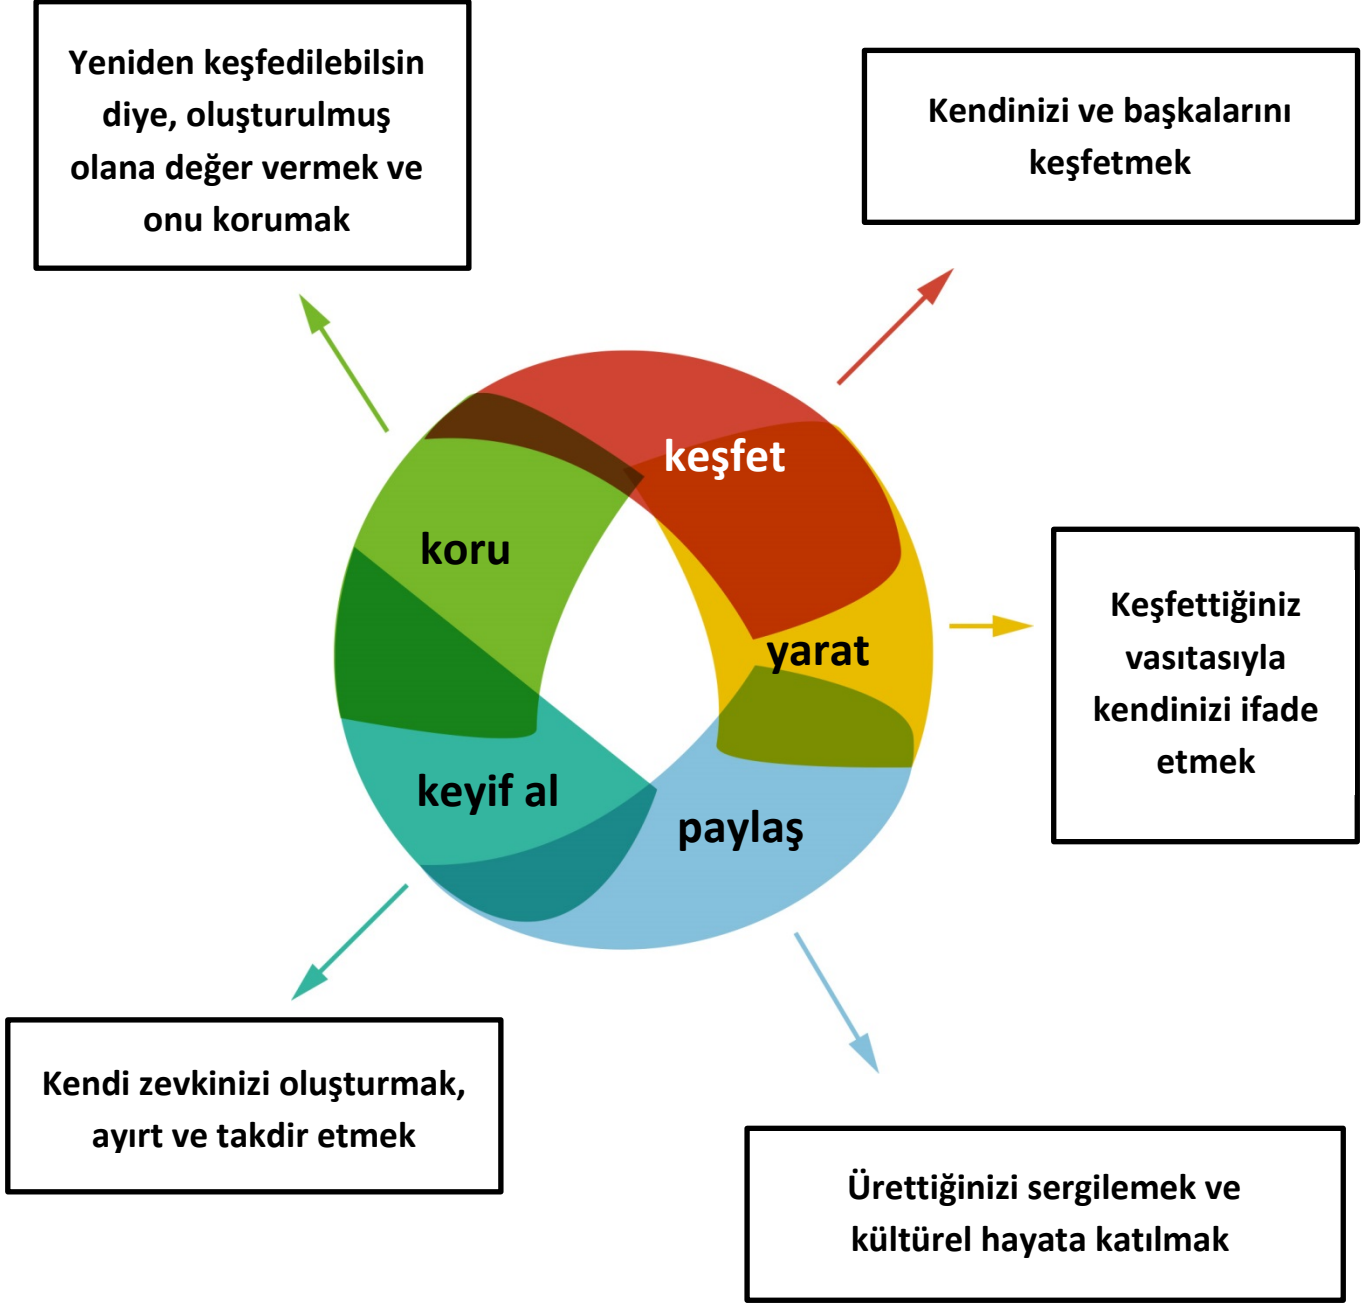 Yeniden keşfedilebilsin
diye, oluşturulmuş
olana değer vermek ve
onu korumak
Kendinizi ve başkalarını
keşfetmek
keşfet
koru
yarat
keyif al
paylaş
Keşfettiğiniz
vasıtasıyla
kendinizi ifade
etmek
Kendi zevkinizi oluşturmak,
ayırt ve takdir etmek
Ürettiğinizi sergilemek ve
kültürel hayata katılmak